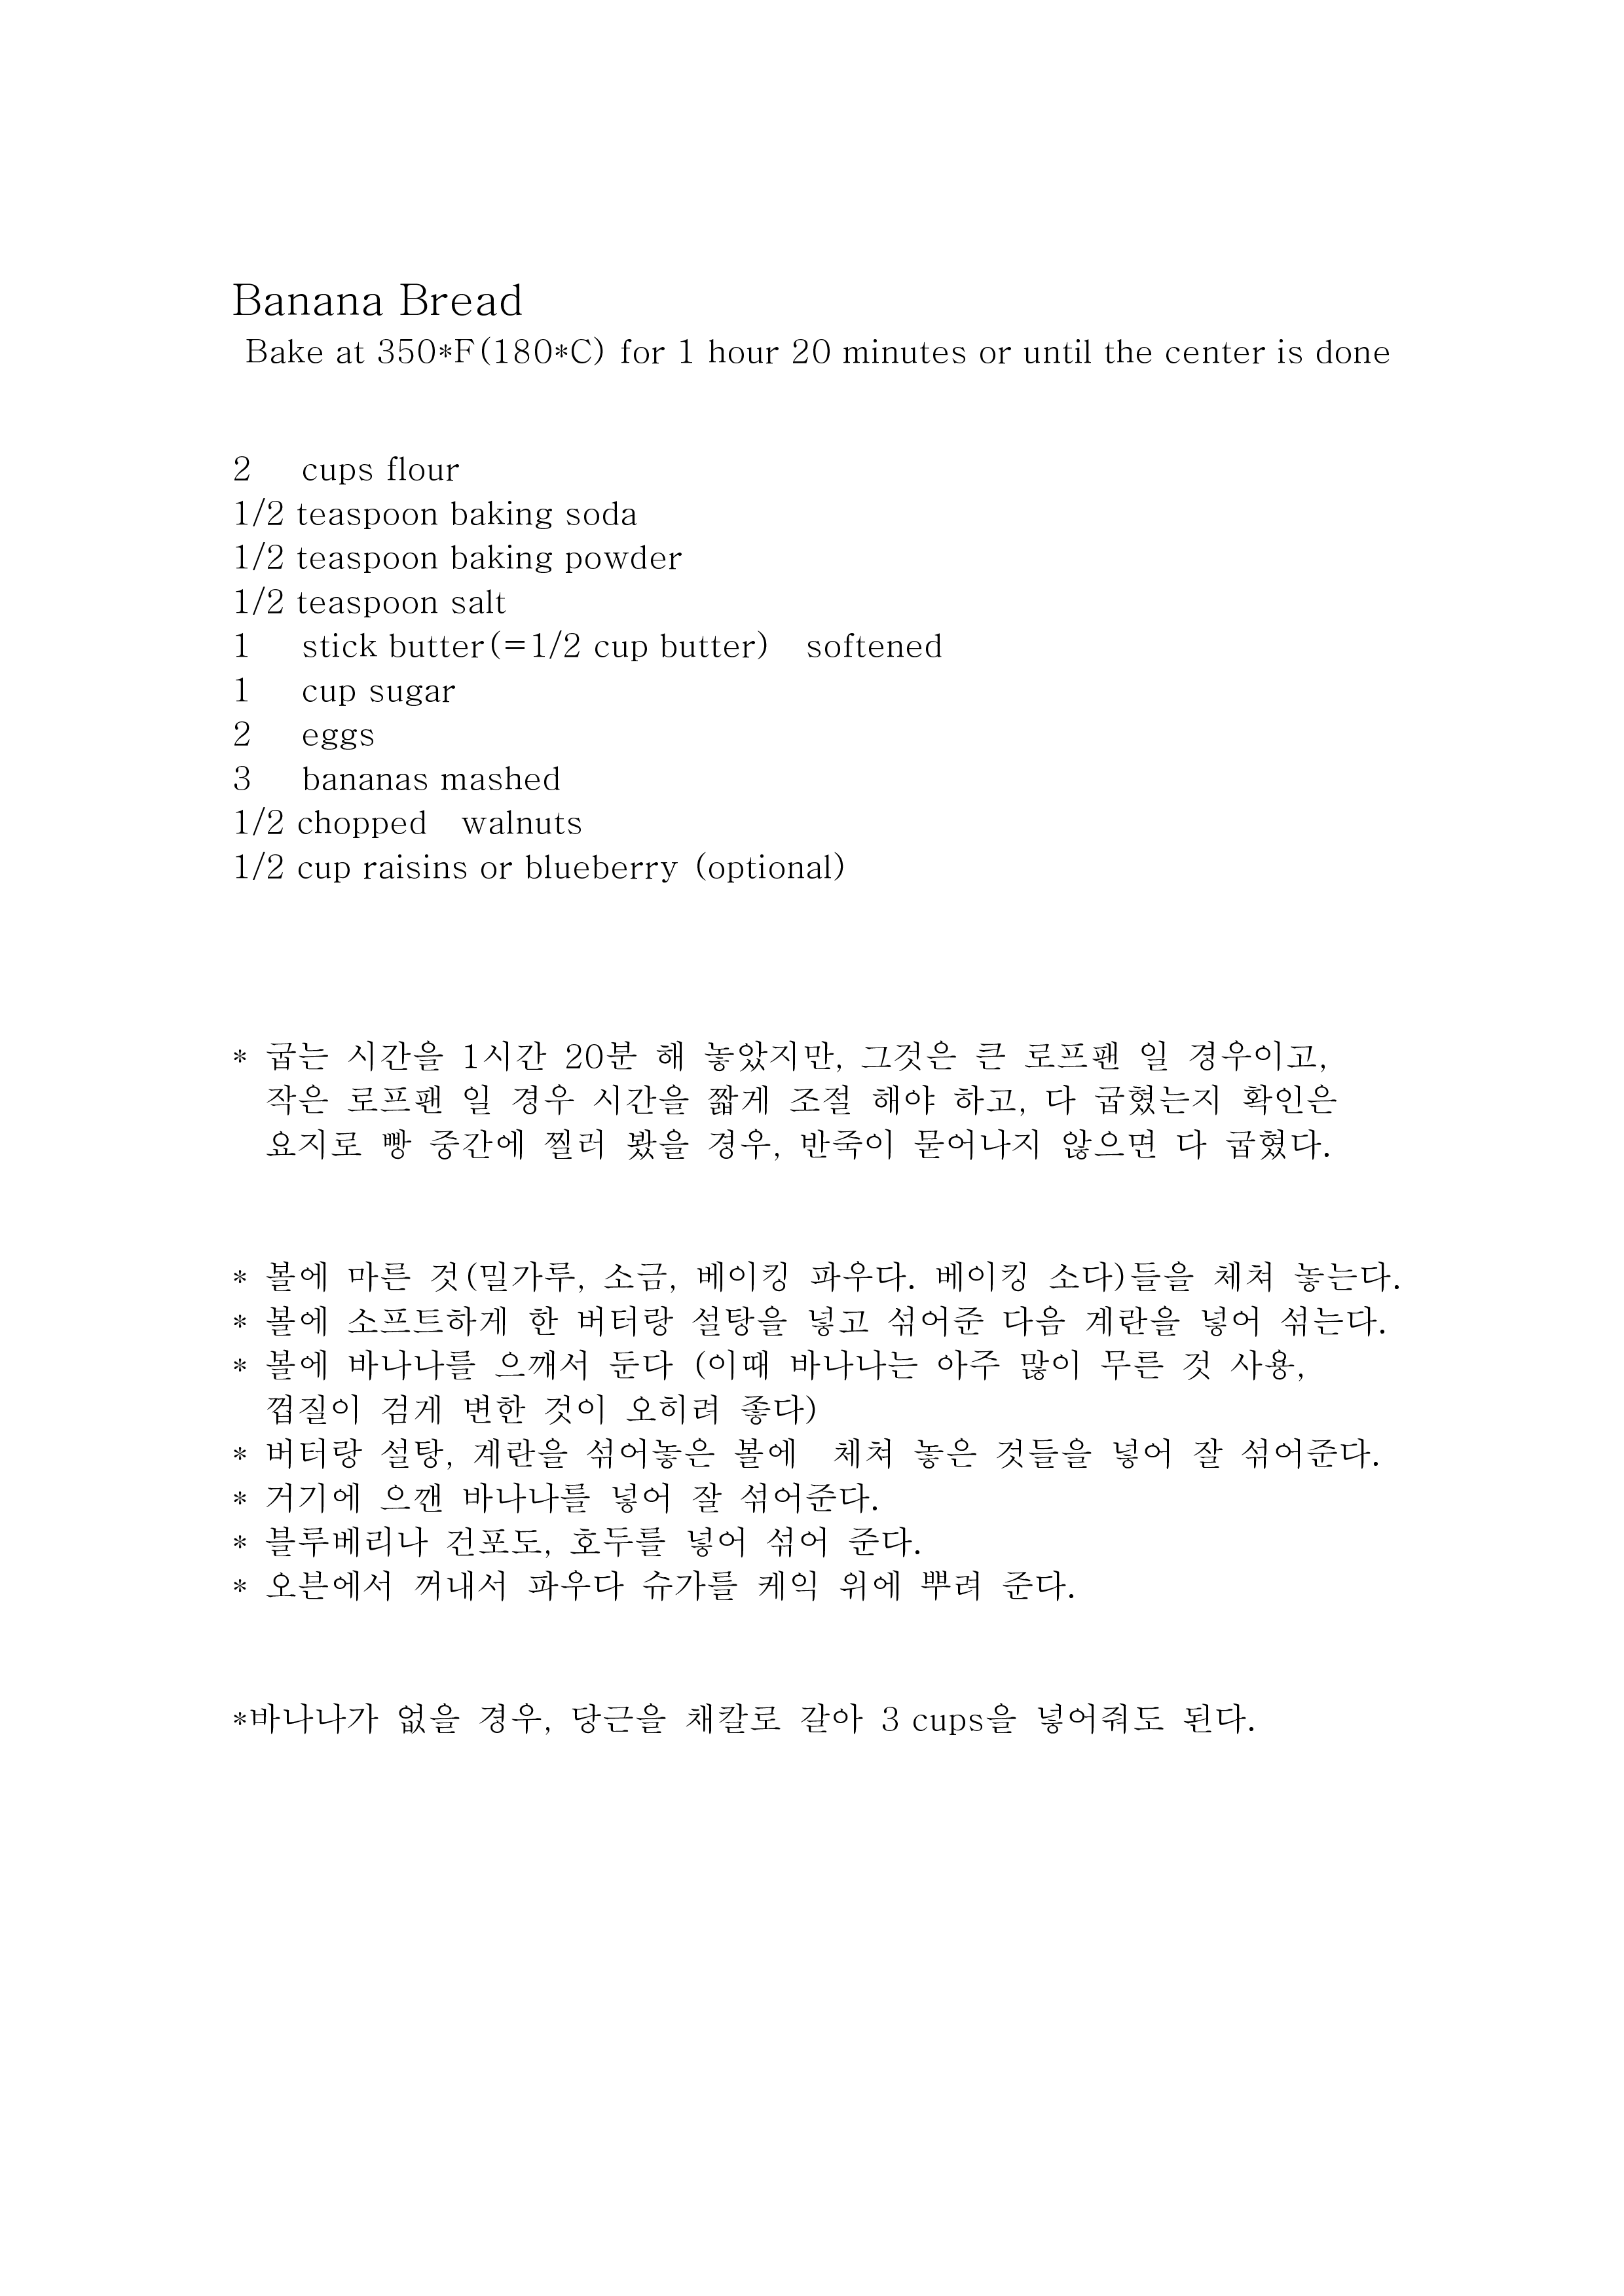 Banana Bread
Bake at 350*F(180*C) for 1 hour 20 minutes or until the center is done
2 cups flour
1/2 teaspoon baking soda
1/2 teaspoon baking powder
1/2 teaspoon salt
1 stick butter(=1/2 cup butter) softened
1 cup sugar
2 eggs
3 bananas mashed
1/2 chopped walnuts
1/2 cup raisins or blueberry (optional)
* 굽는 시간을 1시간 20분 해 놓았지만, 그것은 큰 로프팬 일 경우이고,
작은 로프팬 일 경우 시간을 짧게 조절 해야 하고, 다 굽혔는지 확인은
요지로 빵 중간에 찔러 봤을 경우, 반죽이 묻어나지 않으면 다 굽혔다.
* 볼에 마른 것(밀가루, 소금, 베이킹 파우다. 베이킹 소다)들을 체쳐 놓는다.
* 볼에 소프트하게 한 버터랑 설탕을 넣고 섞어준 다음 계란을 넣어 섞는다.
* 볼에 바나나를 으깨서 둔다 (이때 바나나는 아주 많이 무른 것 사용,
껍질이 검게 변한 것이 오히려 좋다)
* 버터랑 설탕, 계란을 섞어놓은 볼에 체쳐 놓은 것들을 넣어 잘 섞어준다.
* 거기에 으깬 바나나를 넣어 잘 섞어준다.
* 블루베리나 건포도, 호두를 넣어 섞어 준다.
* 오븐에서 꺼내서 파우다 슈가를 케익 위에 뿌려 준다.
*바나나가 없을 경우, 당근을 채칼로 갈아 3 cups을 넣어줘도 된다.